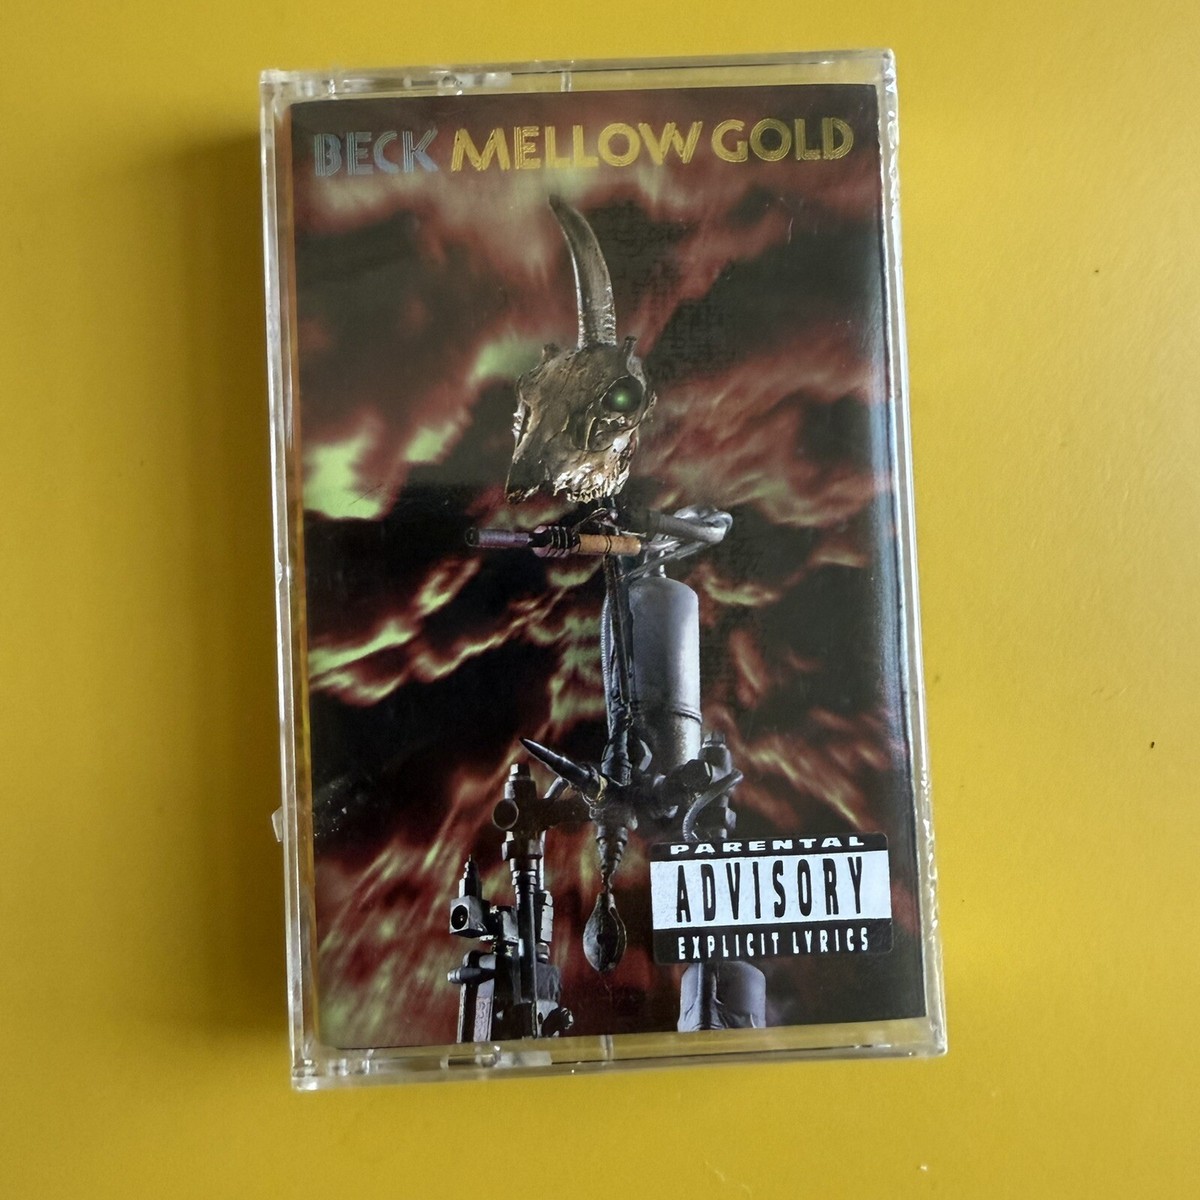 BECK MELLOW GOLD
PARENTAL
ADVISORY
EXPLICIT LYRICS